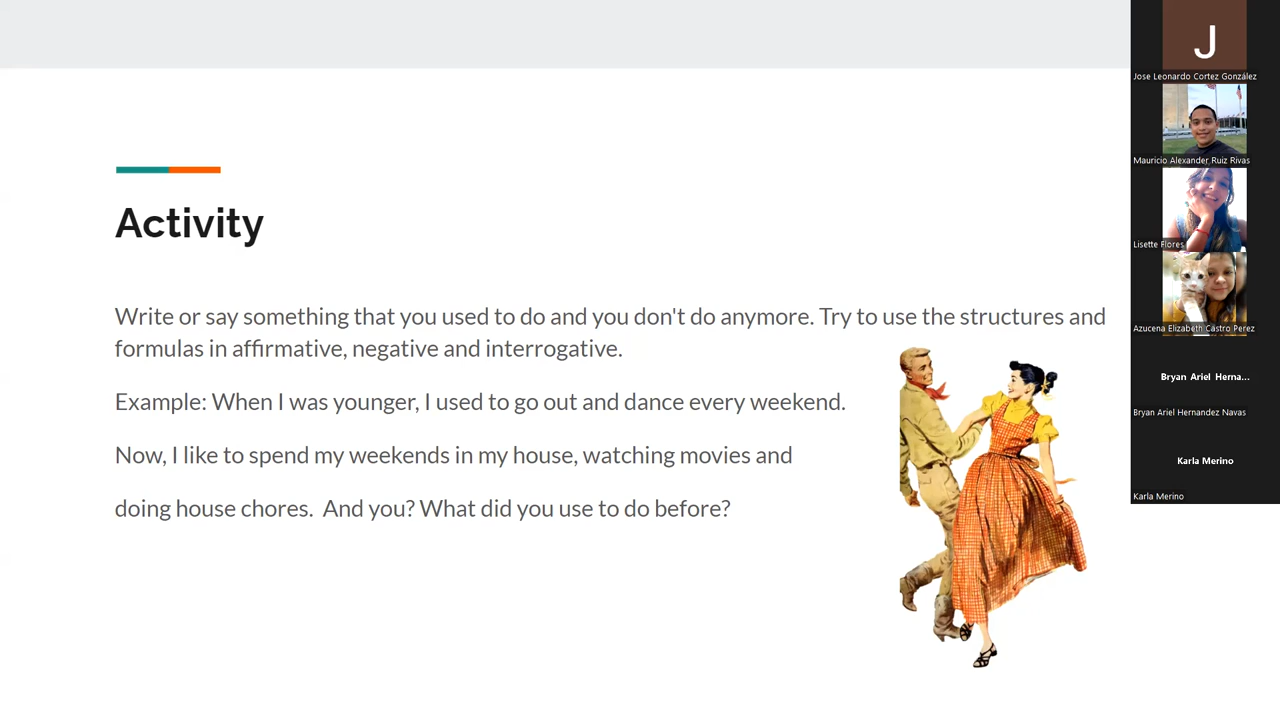 Activity
Write or say something that you used to do and you don't do anymore. Try to use the structures and
formulas in affirmative, negative and interrogative.
Example: When I was younger, I used to go out and dance every weekend.
Now, I like to spend my weekends in my house, watching movies and
doing house chores.  And you? What did you use to do before?
J
Jose Leonardo Cortez González
Mauricio Alexander Ruiz Rivas
Lisette Flores
Azucena Elizabeth Castro Perez
Bryan Ariel Herna...
Bryan Ariel Hernandez Navas
Karla Merino
Karla Merino